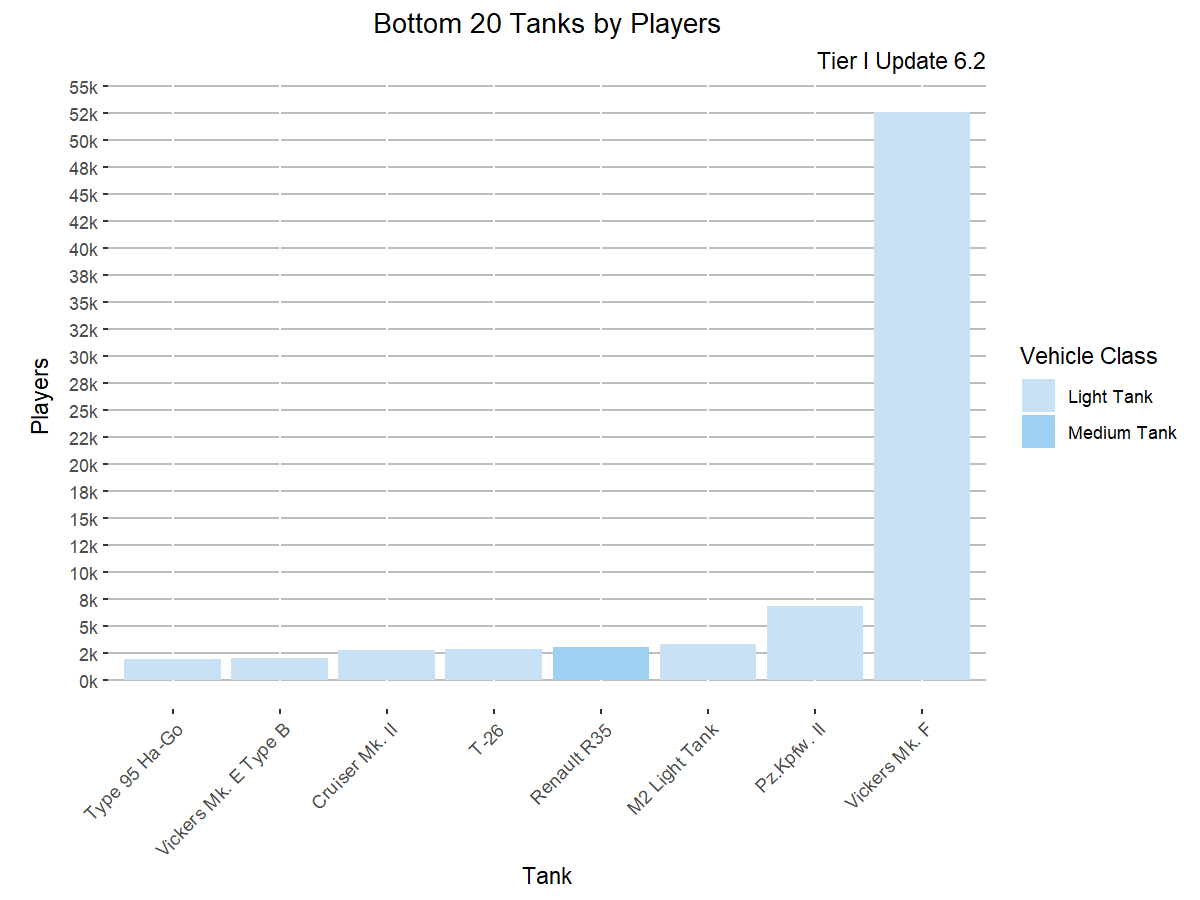 Bottom 20 Tanks by Players
Tier I Update 6.2
55k
52k
50k
48k
45k
42k
40k
38k
35k
32k
30k
28k
25k
22k
20k
18k
15k
12k
10k
8k
5k
2k
0k
Players
Type 95 Ha-Go
Vickers Mk. E Type B
Cruiser Mk. II
T-26
Renault R35
M2 Light Tank
Pz.Kpfw. II
Vickers Mk. F
Tank
Vehicle Class
Light Tank
Medium Tank